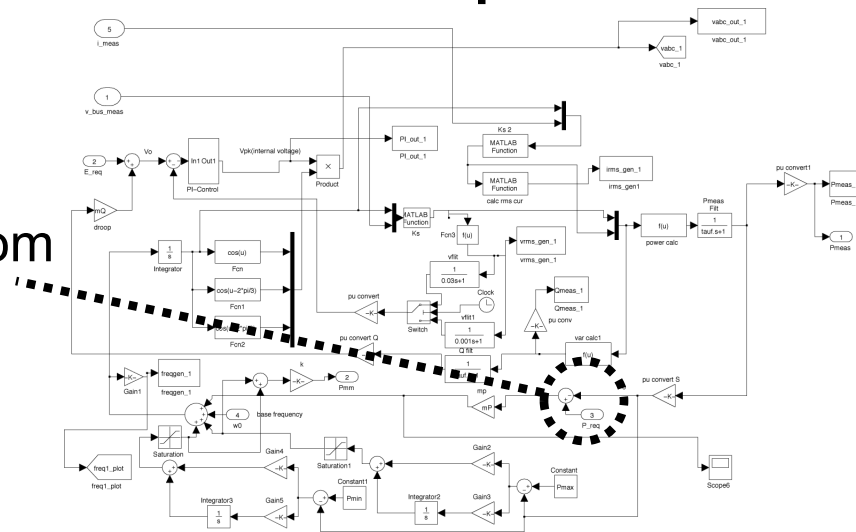 5
i_meas
vabc_out_1
vabc_out_1
vabc_1
vabc_1
1
v_bus_meas
Ks 2
MATLAB
Function
PI_out_1
PI_out_1
2
E_req
Vo
In1 Out1
PI-Control
Vpk(internal voltage)
×
Product
MATLAB
Function
calc rms cur
irms_gen_1
irms_gen1
pu convert1
-K-
Pmeas_
Pmeas_
1
Pmeas
mQ
droop
MATLAB
Function
Ks
f(u)
Fcn3
vrms_gen_1
vrms_gen_1
f(u)
power calc
Pmeas
Filt
1
tauf.s+1
om
1
s
Integrator
cos(u)
Fcn
cos(u-2*pi/3)
Fcn1
Fcn2
vfilt
1
0.03s+1
Clock
Switch
pu convert
-K-
vfilt1
1
0.001s+1
Qmeas_1
Qmeas_1
-K-
pu conv
pu convert Q
Q filt
1
var calc1
f(u)
mp
mP
pu convert S
-K-
3
P_req
-K-
Gain1
freqgen_1
freqgen_1
k
-K-
2
Pmm
4
w0
base frequency
Saturation
Saturation1
freq1_plot
freq1_plot
Gain4
-K-
Gain5
-K-
Integrator3
1
s
Constant1
Pmin
Gain2
-K-
Gain3
-K-
Integrator2
1
s
Constant
Pmax
Scope6